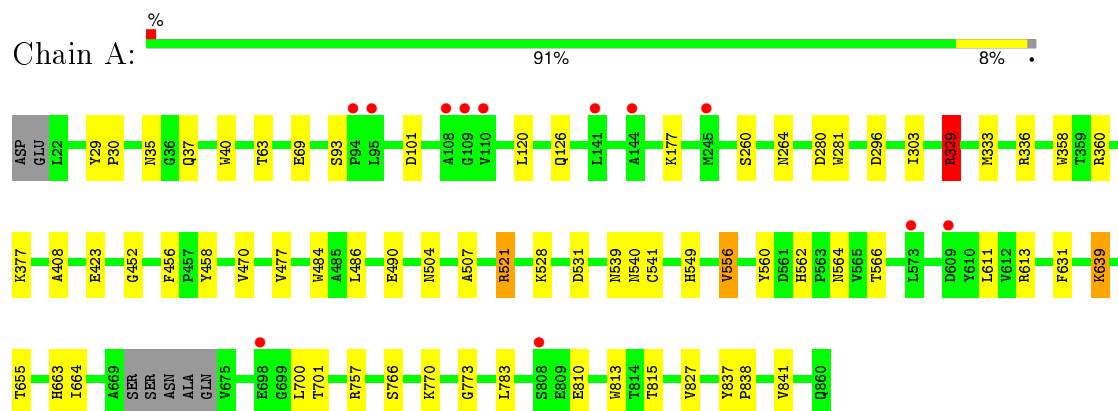 %
Chain A:
91%
8%
•
ASP GLU L22 Y29 P30 N35 G36 Q37 W40 T63 E69 S93 P94 L95 D101 A108 G109 V110 L120 Q126 L141 A144 K177 M245 S260 N264 D280 W281 D296 I303 R329 M333 R336 W358 T359 R360
K377 A408 E423 G452 F456 P457 Y458 V470 V477 W484 A485 L486 E490 N504 A507 R521 K528 D531 N539 N540 C541 H549 V556 Y560 D561 H562 P563 N564 V565 T566 L573 D609 Y610 L611 V612 R613 F631 K639
T655 H663 I664 A669 SER SER ASN ALA GLN V675 E698 G699 L700 T701 R757 S766 K770 G773 L783 S808 E809 E810 W813 T814 T815 V827 Y837 P838 V841 Q860